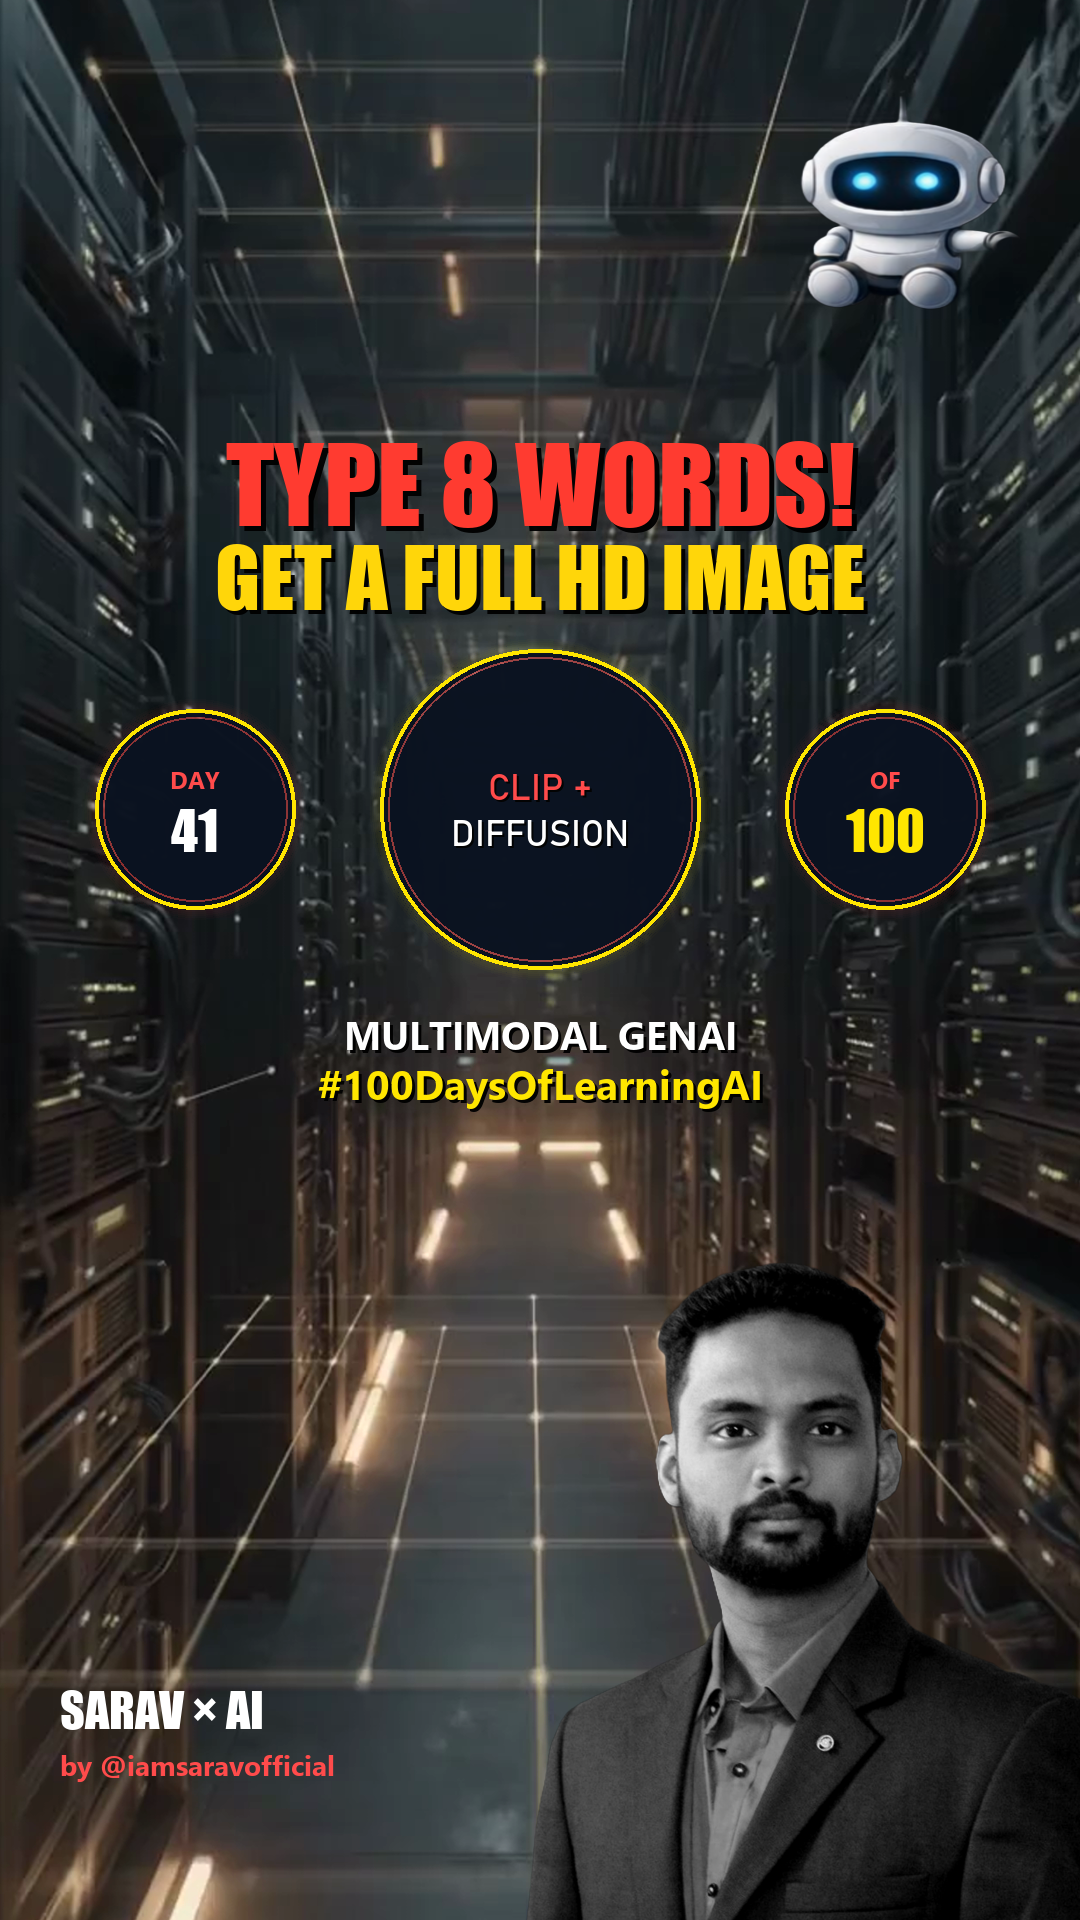 TYPE 8 WORDS!
GET A FULL HD IMAGE
DAY
41
CLIP +
DIFFUSION
OF
100
MULTIMODAL GENAI
#100DaysOfLearningAI
SARAV × AI
by @iamsaravofficial